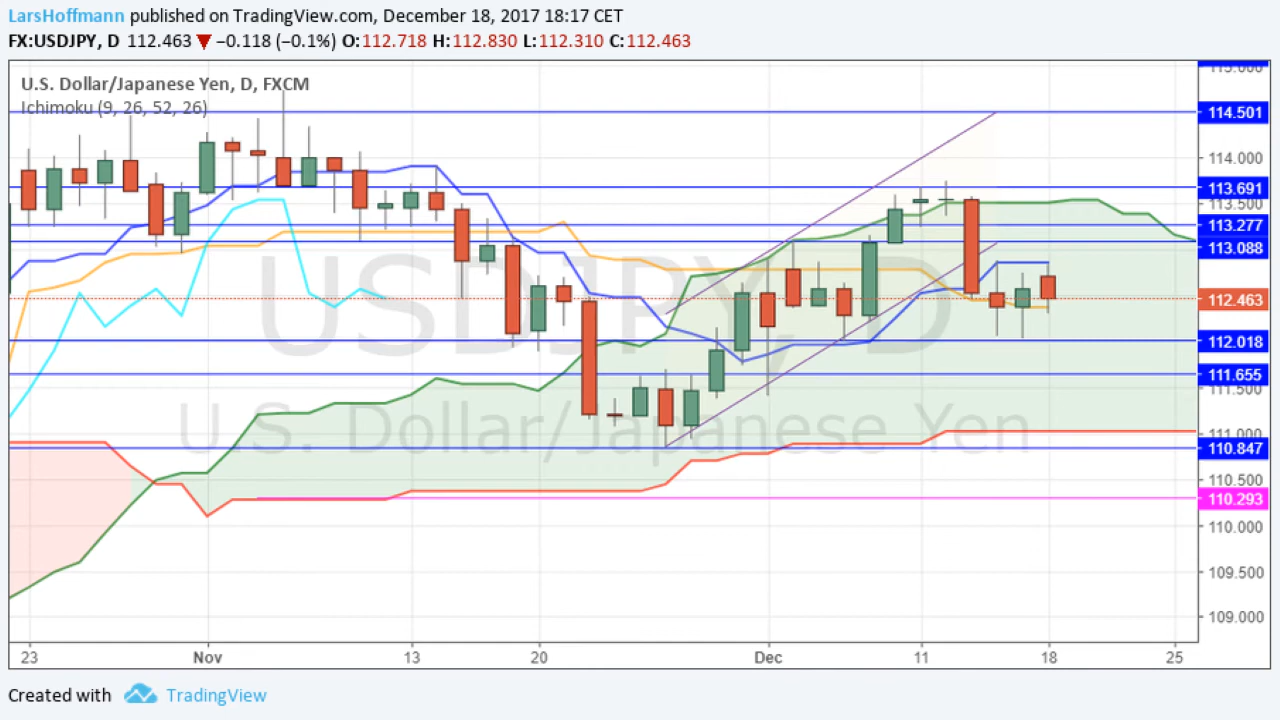 LarsHoffmann published on TradingView.com, December 18, 2017 18:17 CET
FX:USDJPY, D 112.463 ▼ −0.118 (−0.1%) O:112.718 H:112.830 L:112.310 C:112.463
U.S. Dollar/Japanese Yen, D, FXCM
Ichimoku (9, 26, 52, 26)
USDJPY, D
U.S. Dollar/Japanese Yen
115.000
114.501
114.000
113.691
113.500
113.277
113.088
112.463
112.018
111.655
111.500
111.000
110.847
110.500
110.293
110.000
109.500
109.000
23 Nov 13 20 Dec 11 18 25
Created with TradingView